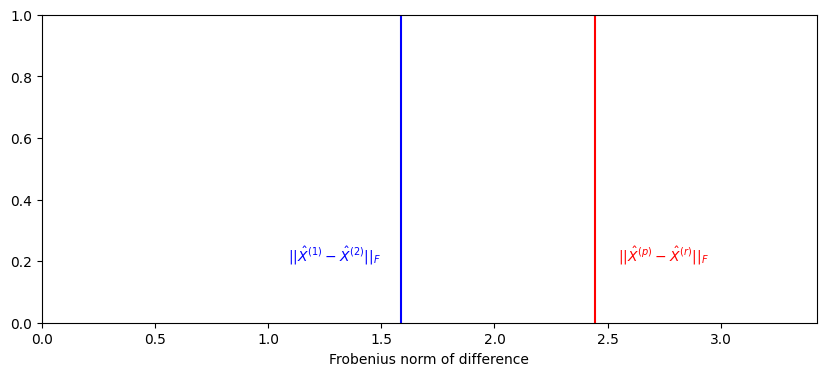 1.0
0.8
0.6
0.4
0.2
0.0
||X̂⁽¹⁾ − X̂⁽²⁾||_F
||X̂⁽ᵖ⁾ − X̂⁽ʳ⁾||_F
0.0 0.5 1.0 1.5 2.0 2.5 3.0
Frobenius norm of difference